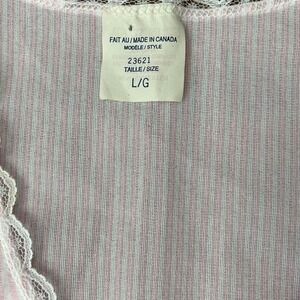 FAIT AU/MADE IN CANADA
MODÈLE/STYLE
23621
TAILLE/SIZE
L/G